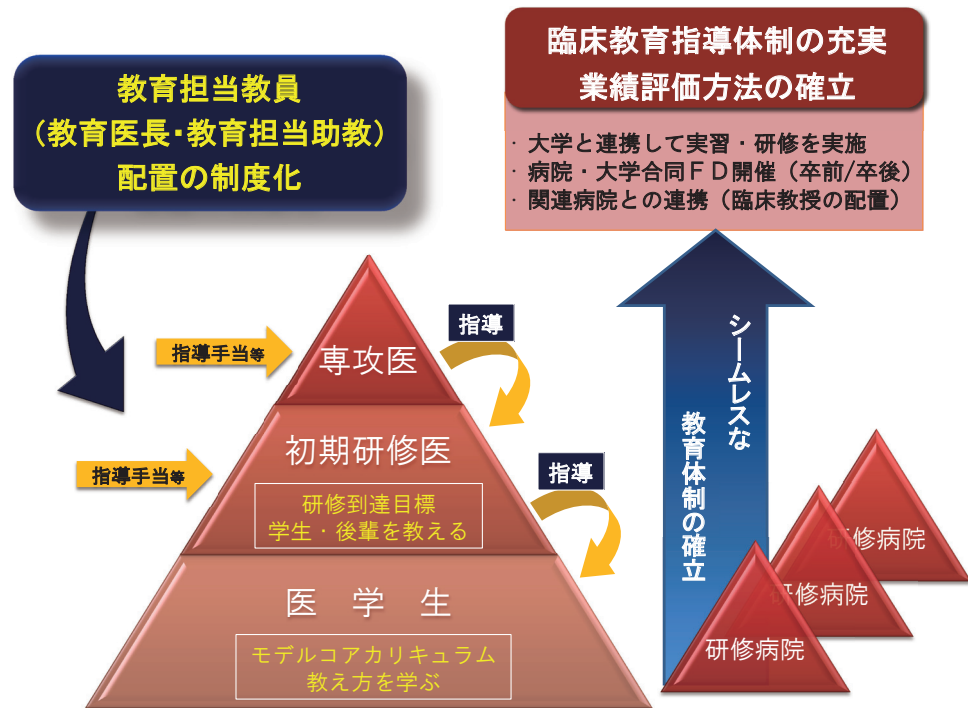 教育担当教員
（教育医長・教育担当助教）
配置の制度化
臨床教育指導体制の充実
業績評価方法の確立
· 大学と連携して実習・研修を実施
· 病院・大学合同ＦＤ開催（卒前/卒後）
· 関連病院との連携（臨床教授の配置）
指導手当等
専攻医
指導
指導手当等
初期研修医
研修到達目標
学生・後輩を教える
指導
医　学　生
モデルコアカリキュラム
教え方を学ぶ
シームレスな
教育体制の確立
研修病院
研修病院
研修病院